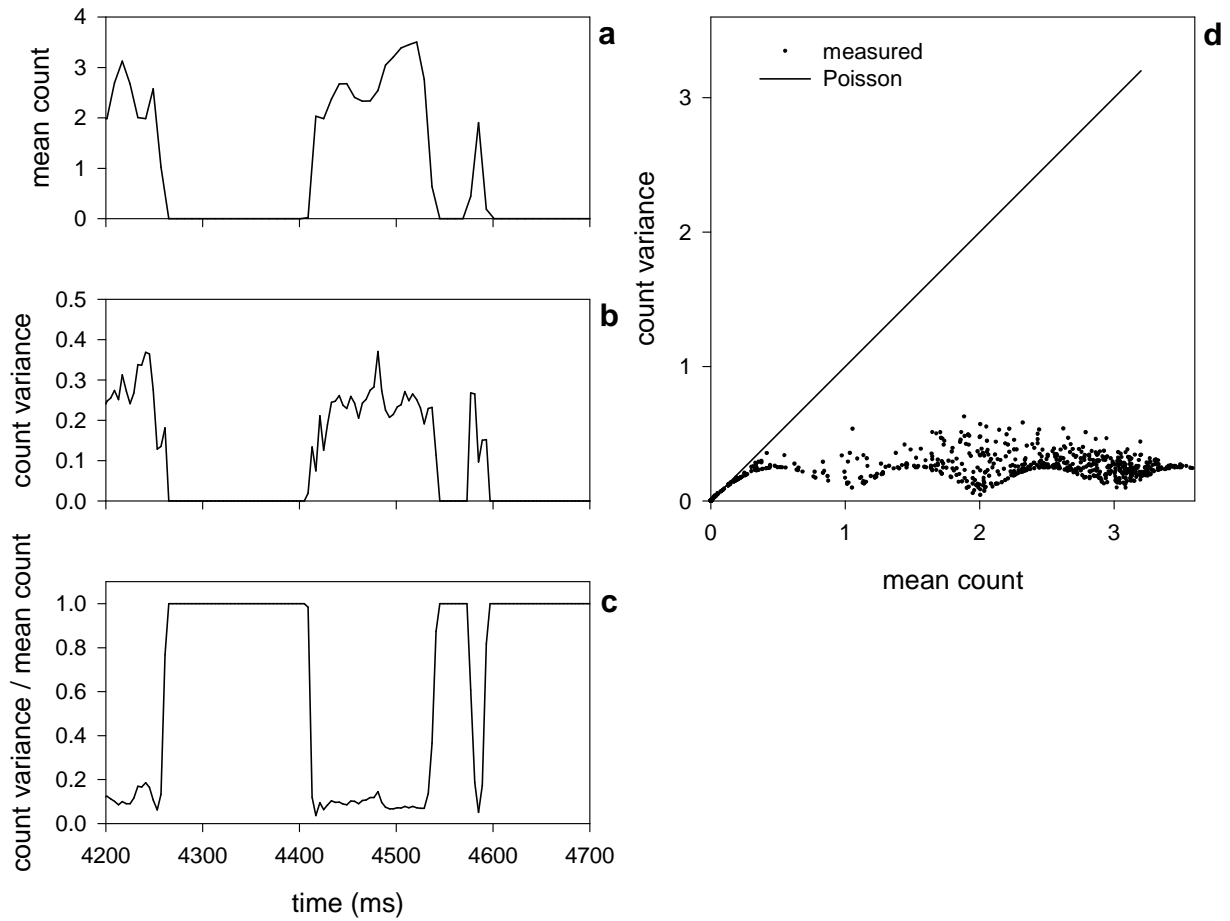 a
4
3
2
1
0
mean count
b
0.5
0.4
0.3
0.2
0.1
0.0
count variance
c
1.0
0.8
0.6
0.4
0.2
0.0
count variance / mean count
4200 4300 4400 4500 4600 4700
time (ms)
d
measured
Poisson
3
2
1
0
count variance
0 1 2 3
mean count